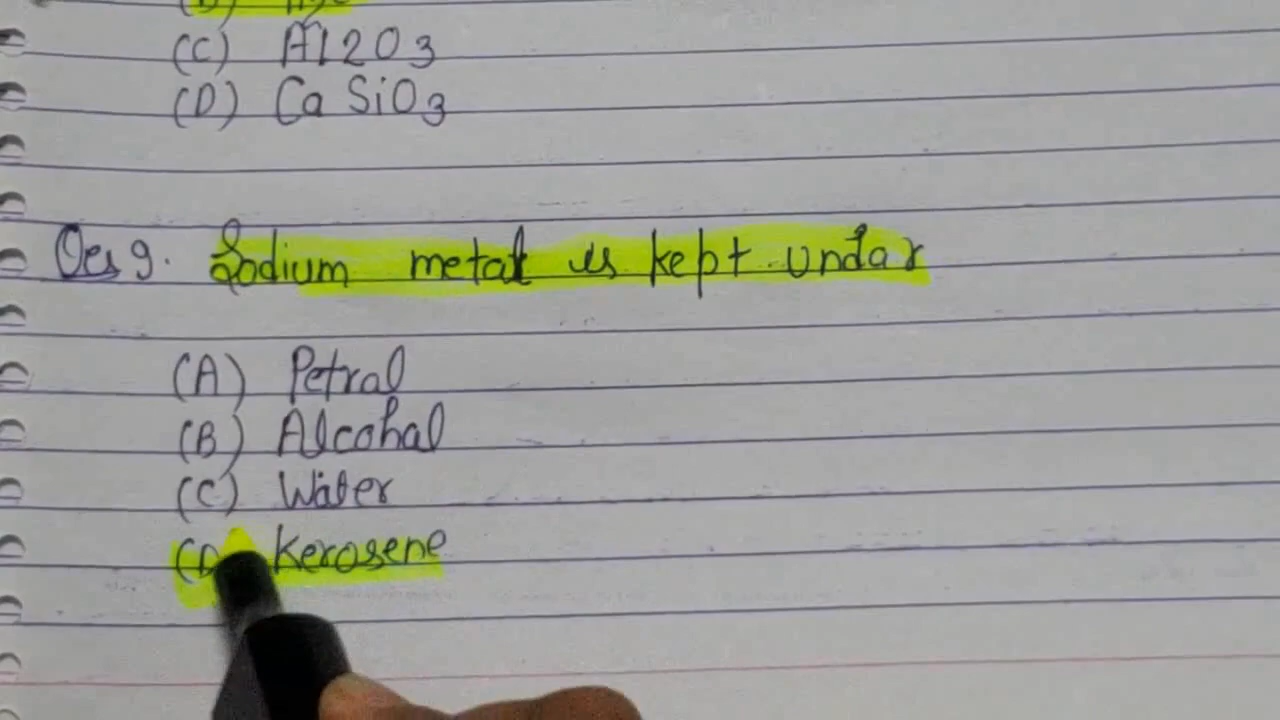 (C) Al2O3
(D) Ca SiO3
Qes 9. Sodium metal is kept undar
(A) Petral
(B) Alcohal
(C) Water
(D) Kerosene